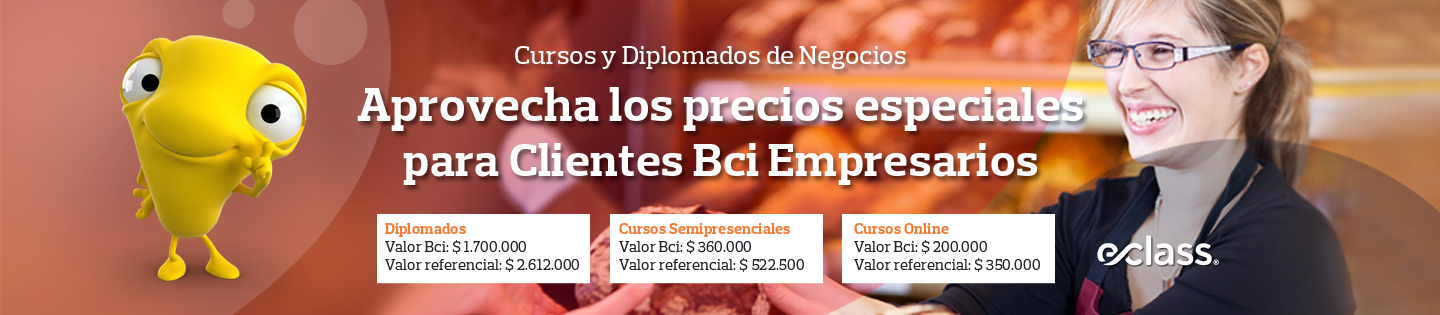 Cursos y Diplomados de Negocios
Aprovecha los precios especiales
para Clientes Bci Empresarios
Diplomados
Valor Bci: $ 1.700.000
Valor referencial: $ 2.612.000
Cursos Semipresenciales
Valor Bci: $ 360.000
Valor referencial: $ 522.500
Cursos Online
Valor Bci: $ 200.000
Valor referencial: $ 350.000
eclass®